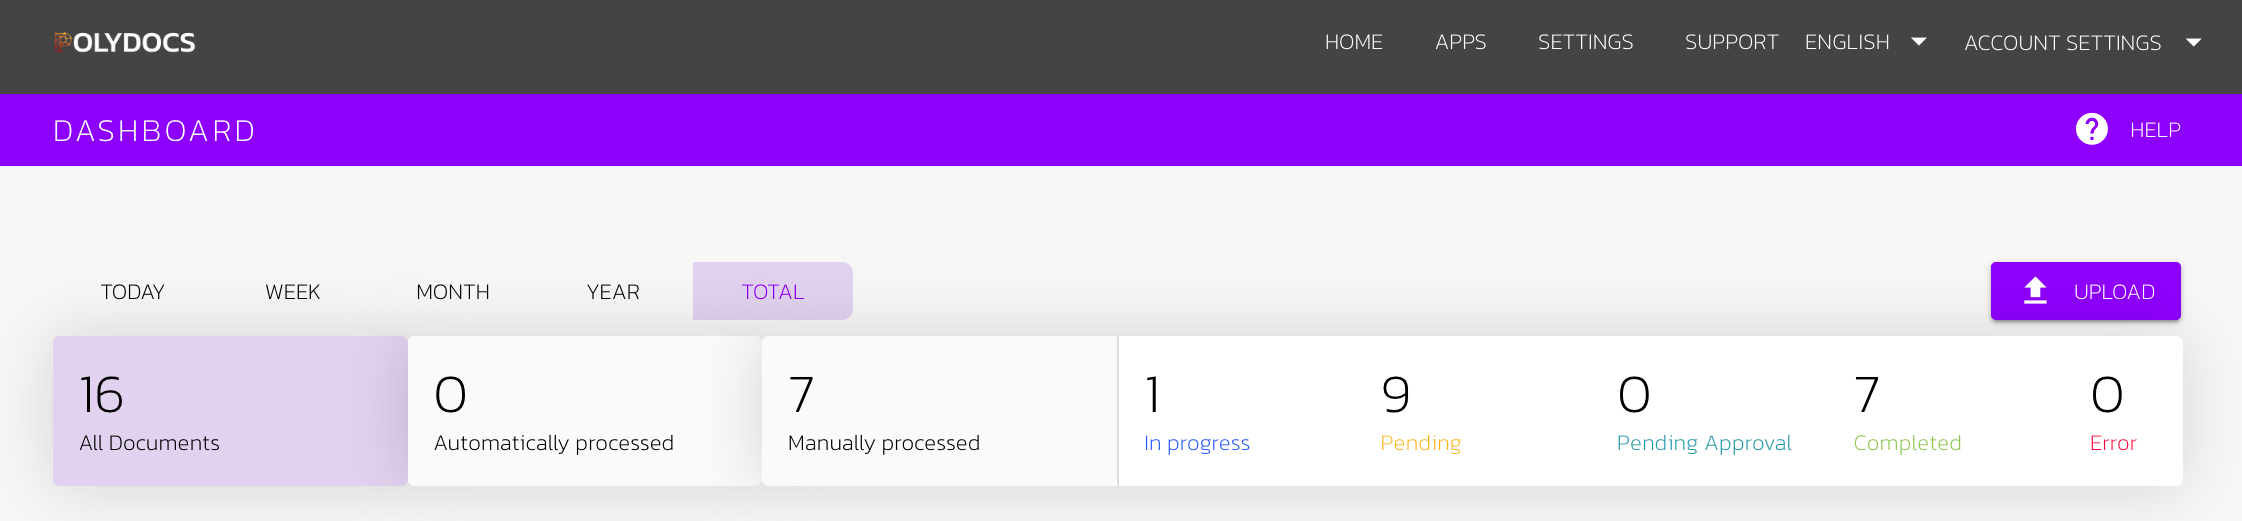 POLYDOCS HOME APPS SETTINGS SUPPORT ENGLISH ACCOUNT SETTINGS
DASHBOARD ? HELP
TODAY WEEK MONTH YEAR TOTAL UPLOAD
16 0 7 1 9 0 7 0
All Documents Automatically processed Manually processed In progress Pending Pending Approval Completed Error